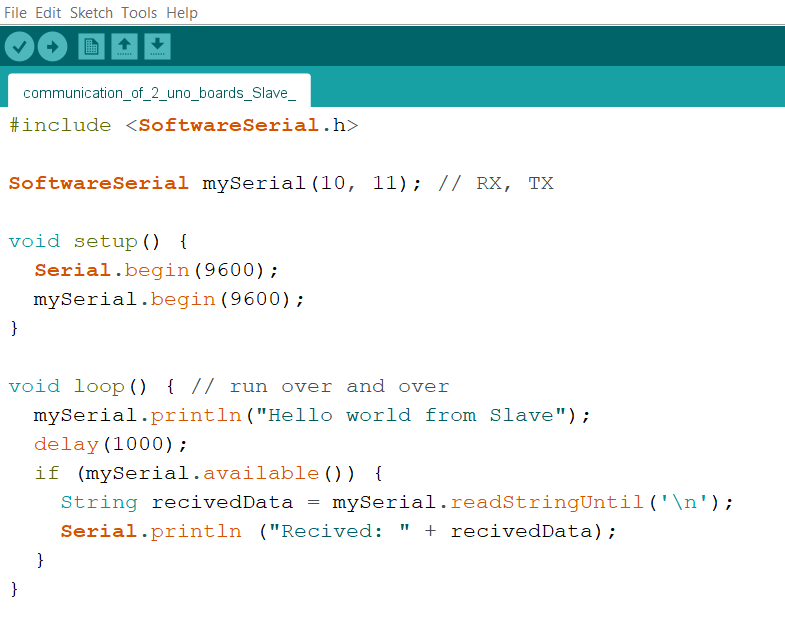 File Edit Sketch Tools Help
communication_of_2_uno_boards_Slave_
#include <SoftwareSerial.h>
SoftwareSerial mySerial(10, 11); // RX, TX
void setup() {
  Serial.begin(9600);
  mySerial.begin(9600);
}
void loop() { // run over and over
  mySerial.println("Hello world from Slave");
  delay(1000);
  if (mySerial.available()) {
    String recivedData = mySerial.readStringUntil('\n');
    Serial.println ("Recived: " + recivedData);
  }
}